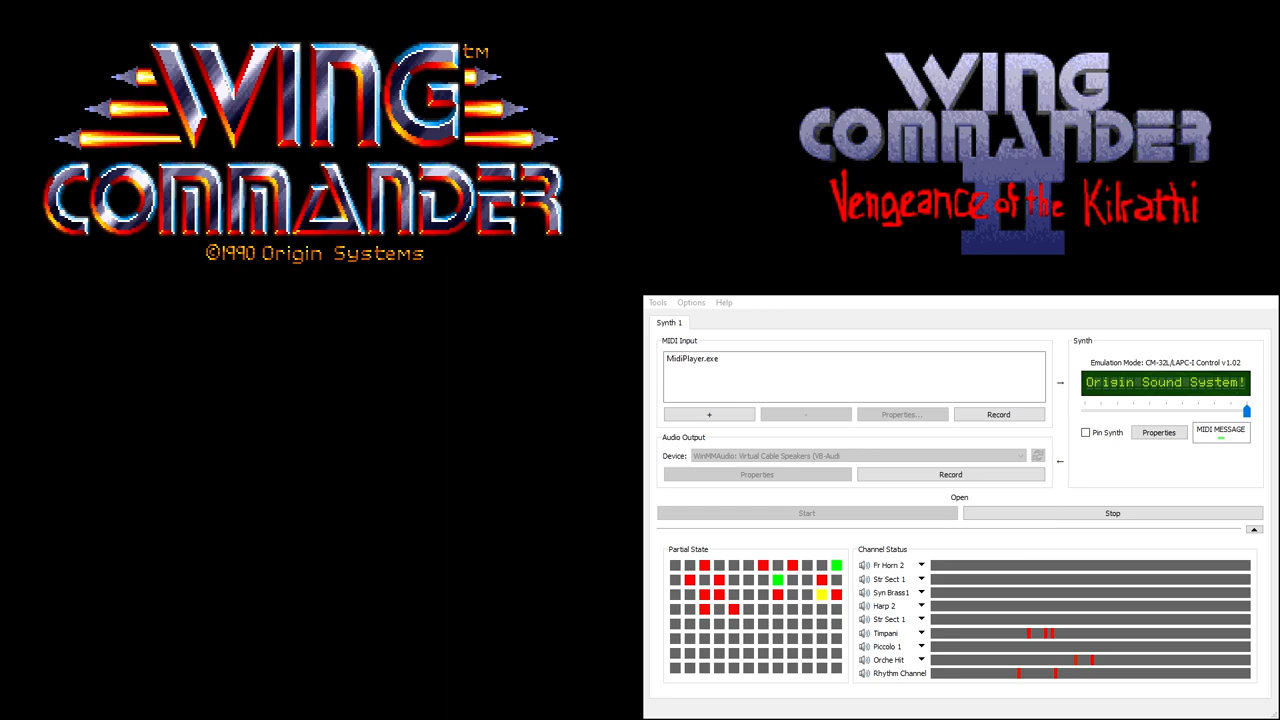 WING
TM
COMMANDER
©1990 Origin Systems
WING
COMMANDER
II
Vengeance of the Kilrathi
Tools Options Help
Synth 1
MIDI Input
MidiPlayer.exe
+ - Properties... Record
Audio Output
Device: WinMMAudio: Virtual Cable Speakers (VB-Audi
Properties Record
Synth
Emulation Mode: CM-32L/LAPC-I Control v1.02
Origin Sound System!
Pin Synth Properties MIDI MESSAGE
Open
Start Stop
Partial State
Channel Status
Fr Horn 2
Str Sect 1
Syn Brass1
Harp 2
Str Sect 1
Timpani
Piccolo 1
Orche Hit
Rhythm Channel